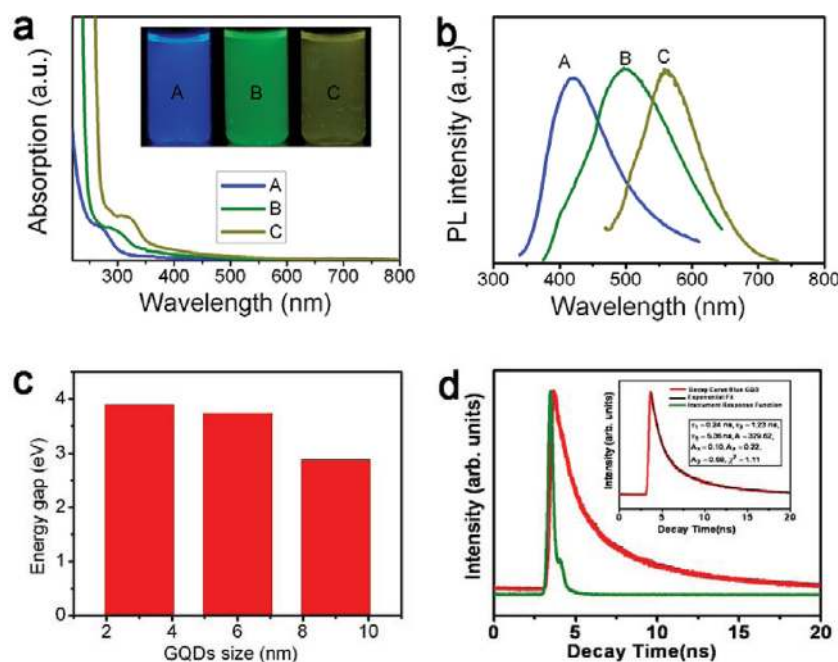 a
Absorption (a.u.)
A
B
C
A
B
C
300 400 500 600 700 800
Wavelength (nm)
b
PL intensity (a.u.)
A
B
C
300 400 500 600 700 800
Wavelength (nm)
c
Energy gap (eV)
4
3
2
1
0
2 4 6 8 10
GQDs size (nm)
d
Intensity (arb. units)
0 5 10 15 20
Decay Time(ns)
Intensity (arb. units)
Decay Curve Blue GQD
Exponential Fit
Instrument Response Function
0 5 10 15 20
Decay Time(ns)